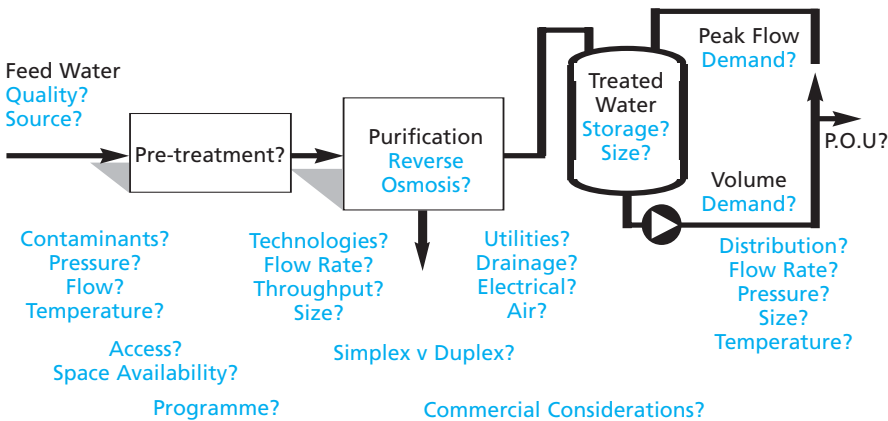 Feed Water
Quality?
Source?
Pre-treatment?
Purification
Reverse
Osmosis?
Treated
Water
Storage?
Size?
Peak Flow
Demand?
P.O.U?
Volume
Demand?
Contaminants?
Pressure?
Flow?
Temperature?
Technologies?
Flow Rate?
Throughput?
Size?
Utilities?
Drainage?
Electrical?
Air?
Distribution?
Flow Rate?
Pressure?
Size?
Temperature?
Access?
Space Availability?
Simplex v Duplex?
Programme?
Commercial Considerations?